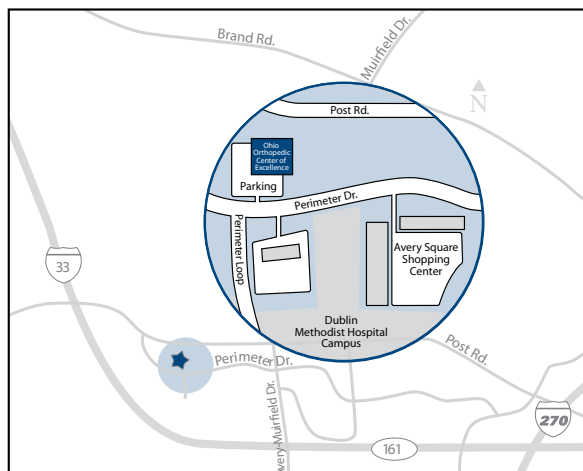 Brand Rd.
Muirfield Dr.
N
Post Rd.
Ohio
Orthopedic
Center of
Excellence
Parking
Perimeter Dr.
Perimeter Loop
Avery Square
Shopping
Center
33
Dublin
Methodist Hospital
Campus
Perimeter Dr.
Post Rd.
Avery-Muirfield Dr.
270
161